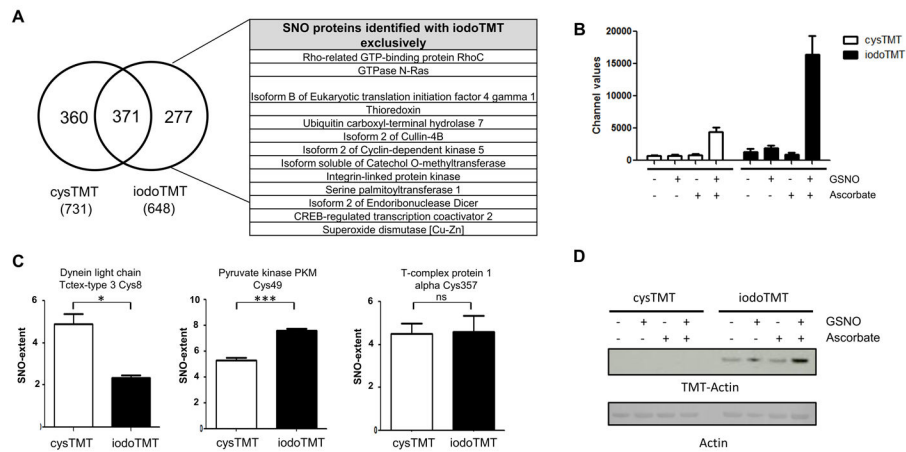 A
SNO proteins identified with iodoTMT
exclusively
Rho-related GTP-binding protein RhoC
GTPase N-Ras
Isoform B of Eukaryotic translation initiation factor 4 gamma 1
Thioredoxin
Ubiquitin carboxyl-terminal hydrolase 7
Isoform 2 of Cullin-4B
Isoform 2 of Cyclin-dependent kinase 5
Isoform soluble of Catechol O-methyltransferase
Integrin-linked protein kinase
Serine palmitoyltransferase 1
Isoform 2 of Endoribonuclease Dicer
CREB-regulated transcription coactivator 2
Superoxide dismutase [Cu-Zn]
360 371 277
cysTMT iodoTMT
(731) (648)
B
Channel values
20000
15000
10000
5000
0
cysTMT
iodoTMT
- + - + - + - + GSNO
- - + + - - + + Ascorbate
C
Dynein light chain
Tctex-type 3 Cys8
*
SNO-extent
6
4
2
cysTMT iodoTMT
Pyruvate kinase PKM
Cys49
***
SNO-extent
10
8
6
4
2
cysTMT iodoTMT
T-complex protein 1
alpha Cys357
ns
SNO-extent
6
4
2
0
cysTMT iodoTMT
D
cysTMT iodoTMT
- + - + - + - + GSNO
- - + + - - + + Ascorbate
TMT-Actin
Actin